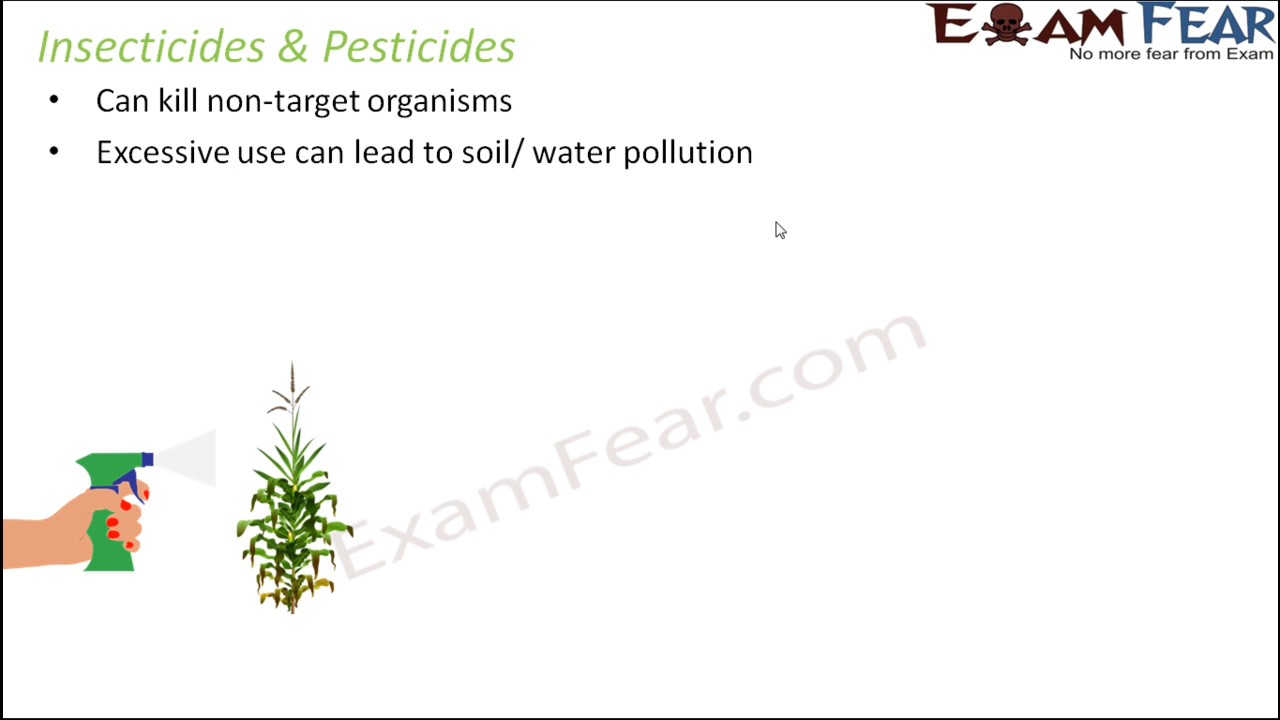 Insecticides & Pesticides
EXAM FEAR
No more fear from Exam
• Can kill non-target organisms
• Excessive use can lead to soil/ water pollution
ExamFear.com